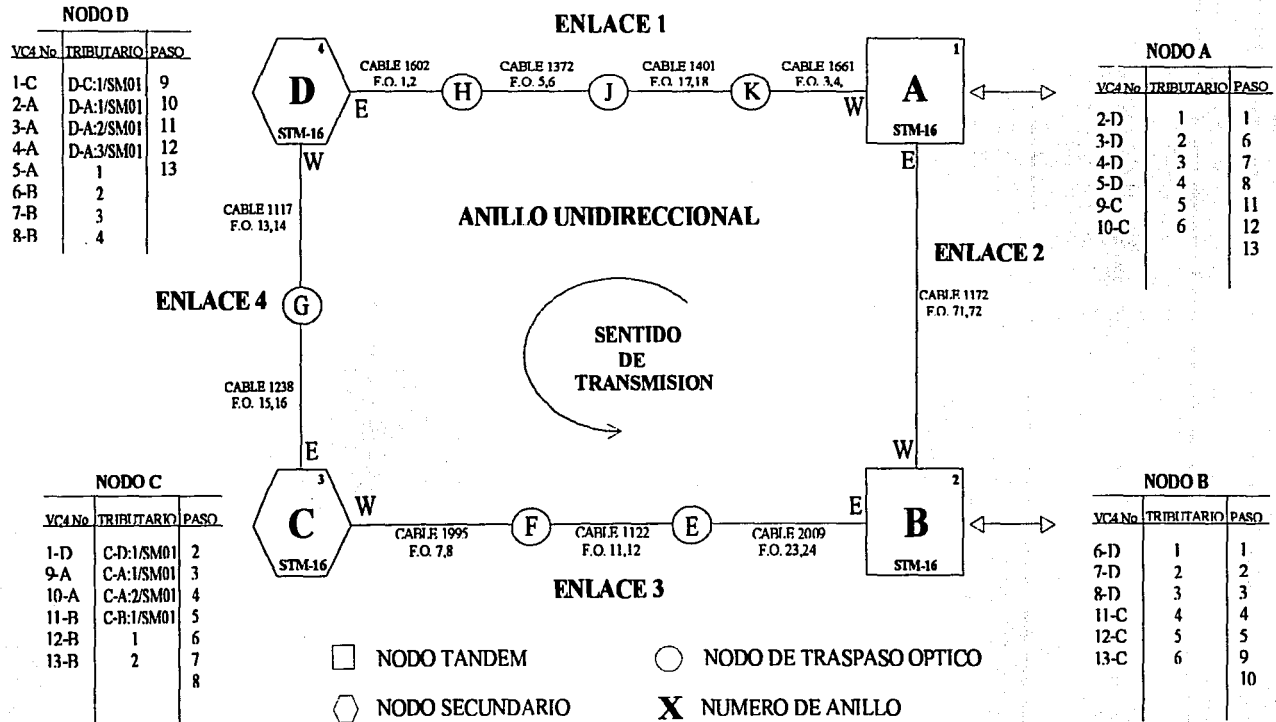 NODO D
VC4 No TRIBUTARIO PASO
1-C D-C:1/SM01 9
2-A D-A:1/SM01 10
3-A D-A:2/SM01 11
4-A D-A:3/SM01 12
5-A 1 13
6-B 2
7-B 3
8-B 4
ENLACE 1
4
D
STM-16
E
W
CABLE 1602
F.O. 1,2
H
CABLE 1372
F.O. 5,6
J
CABLE 1401
F.O. 17,18
K
CABLE 1661
F.O. 3,4,
W
1
A
STM-16
E
NODO A
VC4 No TRIBUTARIO PASO
2-D 1 1
3-D 2 6
4-D 3 7
5-D 4 8
9-C 5 11
10-C 6 12
13
CABLE 1117
F.O. 13,14
ANILLO UNIDIRECCIONAL
ENLACE 2
ENLACE 4
G
CABLE 1172
F.O. 71,72
SENTIDO
DE
TRANSMISION
CABLE 1238
F.O. 15,16
E
W
NODO C
VC4 No TRIBUTARIO PASO
1-D C-D:1/SM01 2
9-A C-A:1/SM01 3
10-A C-A:2/SM01 4
11-B C-B:1/SM01 5
12-B 1 6
13-B 2 7
8
3
C
STM-16
W
CABLE 1995
F.O. 7,8
F
CABLE 1122
F.O. 11,12
E
CABLE 2009
F.O. 23,24
E
2
B
STM-16
NODO B
VC4 No TRIBUTARIO PASO
6-D 1 1
7-D 2 2
8-D 3 3
11-C 4 4
12-C 5 5
13-C 6 9
10
ENLACE 3
NODO TANDEM
NODO DE TRASPASO OPTICO
NODO SECUNDARIO
X NUMERO DE ANILLO